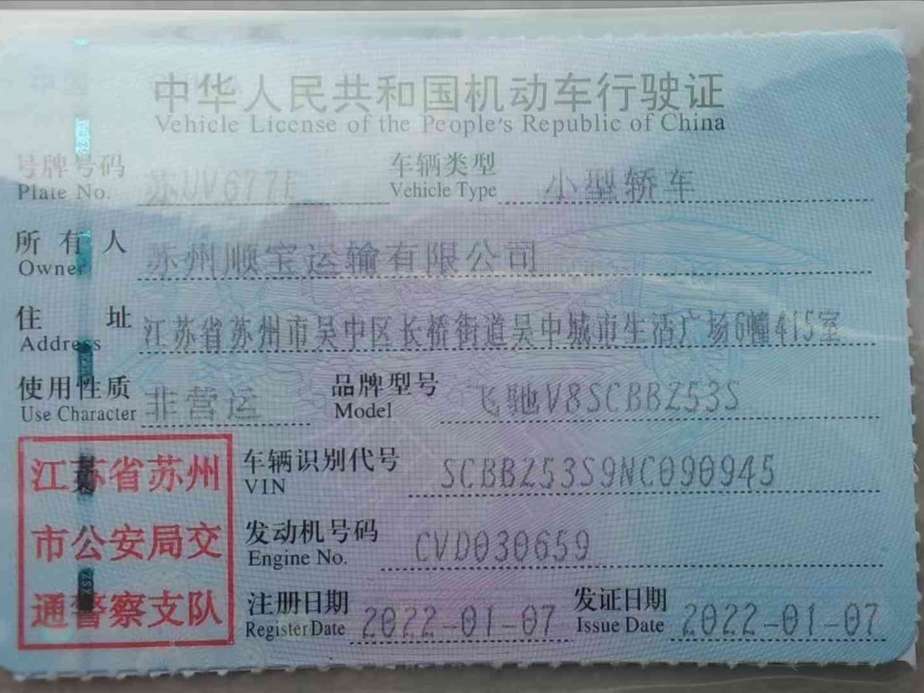 中华人民共和国机动车行驶证
Vehicle License of the People's Republic of China
号牌号码 苏UV677E 车辆类型 小型轿车
Plate No. Vehicle Type
所有人 苏州顺宝运输有限公司
Owner
住址 江苏省苏州市吴中区长桥街道吴中城市生活广场6幢415室
Address
使用性质 非营运 品牌型号 飞驰V8SCBBZ53S
Use Character Model
江苏省苏州
市公安局交
通警察支队
车辆识别代号 SCBBZ53S9NC090945
VIN
发动机号码 CVD030659
Engine No.
注册日期 2022-01-07 发证日期 2022-01-07
Register Date Issue Date